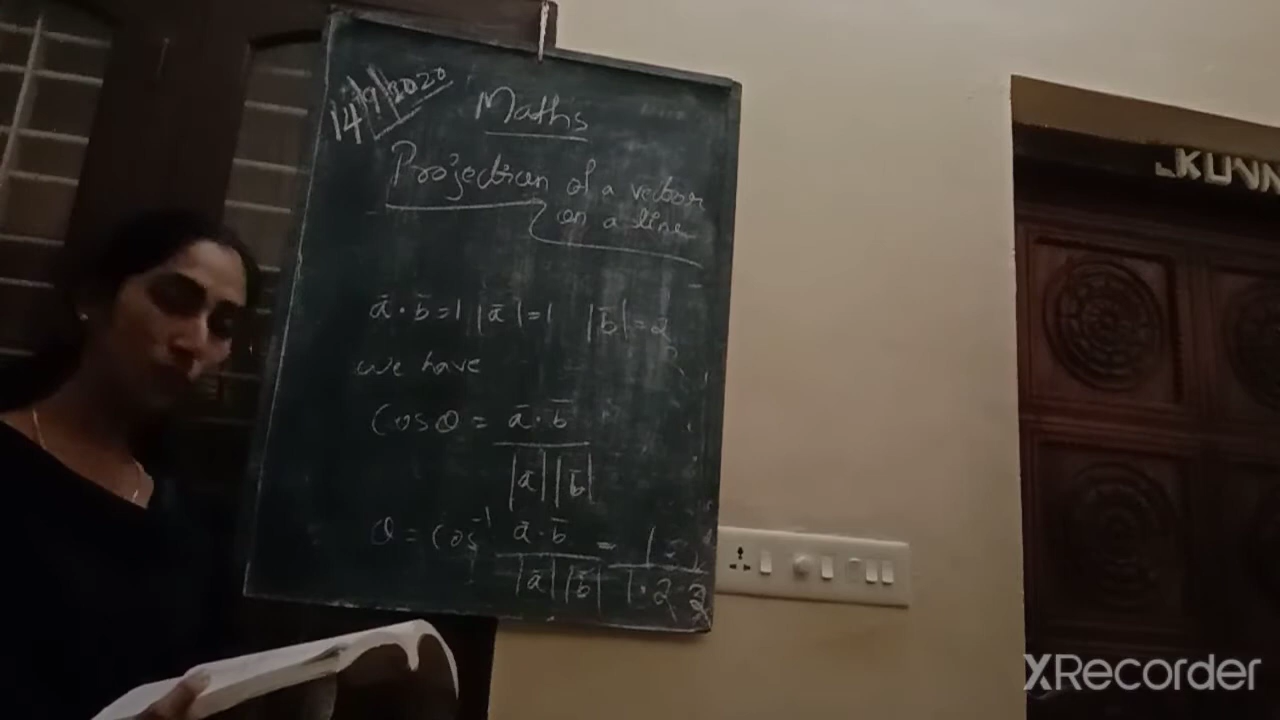 14/9/2020
Maths
Projection of a vector
on a line
a̅ · b̅ = 1 |a̅| = 1 |b̅| = 2
we have
Cos θ = a̅ · b̅
|a̅| |b̅|
θ = Cos⁻¹ a̅ · b̅ = 1
|a̅| |b̅| 1 · 2
KUNN
XRecorder